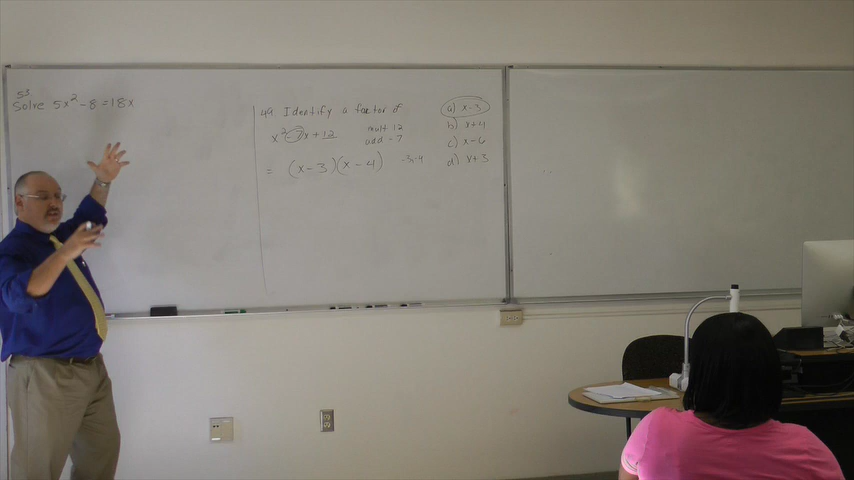 53
Solve 5x² - 8 = 18x
49. Identify a factor of
x² - 7x + 12
mult 12
add -7
= (x - 3)(x - 4)
-3, -4
a) x - 3
b) x + 4
c) x - 6
d) x + 3